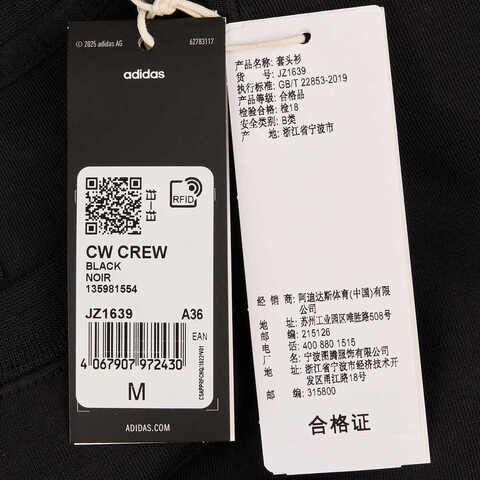 © 2025 adidas AG
62783117
adidas
RFID
CW CREW
BLACK
NOIR
135981554
JZ1639 A36
EAN
4 067907 972430
M
ADIDAS.COM
产品名称: 套头衫
货 号: JZ1639
执行标准: GB/T 22853-2019
产品等级: 合格品
检验合格: 检18
安全类别: B类
产 地: 浙江省宁波市
经 销 商: 阿迪达斯体育(中国)有限
公司
地 址: 苏州工业园区唯胜路508号
邮 编: 215126
电 话: 400 880 1515
厂 名: 宁波图腾服饰有限公司
地 址: 浙江省宁波市经济技术开
发区甬江路18号
邮 编: 315800
合格证